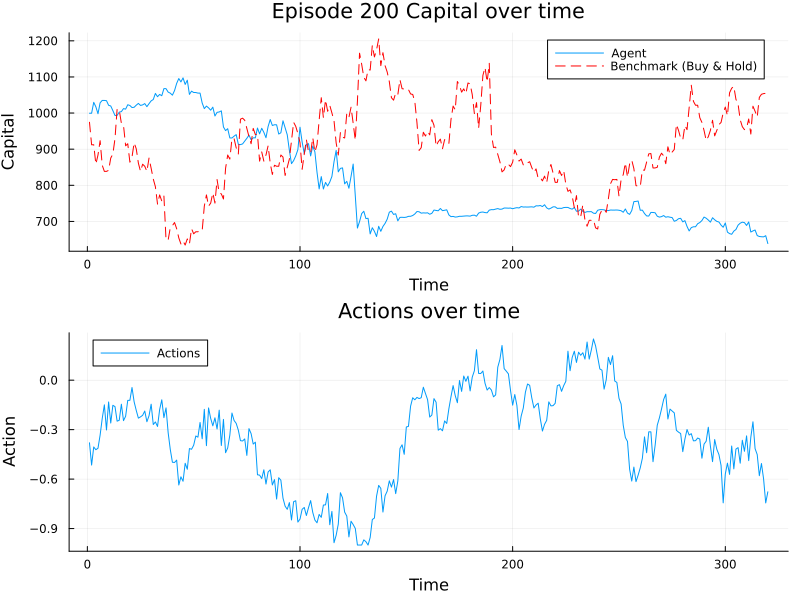 Episode 200 Capital over time
1200
1100
1000
900
800
700
Capital
Agent
Benchmark (Buy & Hold)
0
100
200
300
Time
Actions over time
0.0
−0.3
−0.6
−0.9
Action
Actions
0
100
200
300
Time